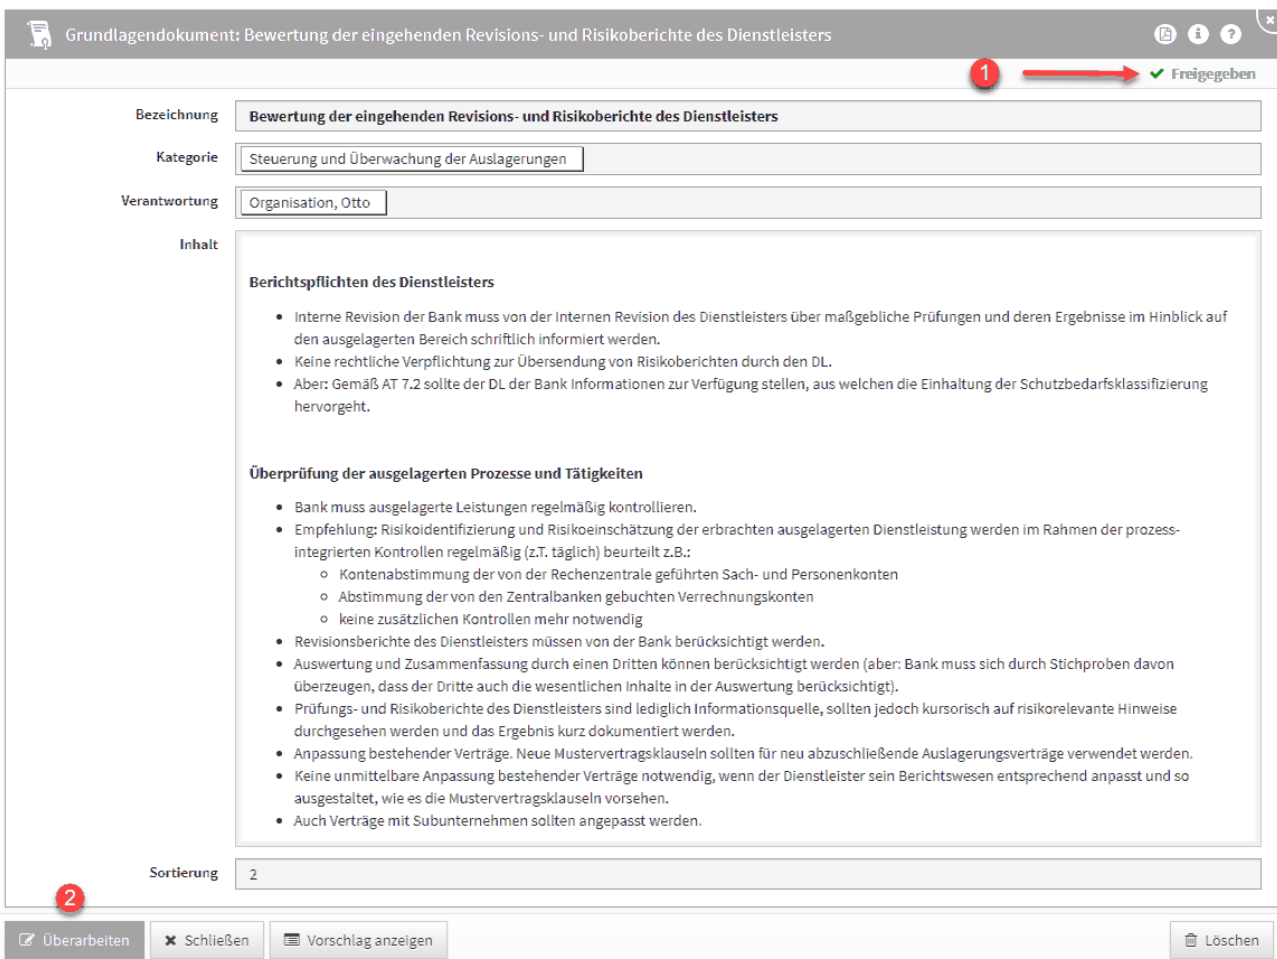 Grundlagendokument: Bewertung der eingehenden Revisions- und Risikoberichte des Dienstleisters
1
Freigegeben
Bezeichnung
Bewertung der eingehenden Revisions- und Risikoberichte des Dienstleisters
Kategorie
Steuerung und Überwachung der Auslagerungen
Verantwortung
Organisation, Otto
Inhalt
Berichtspflichten des Dienstleisters
• Interne Revision der Bank muss von der Internen Revision des Dienstleisters über maßgebliche Prüfungen und deren Ergebnisse im Hinblick auf
den ausgelagerten Bereich schriftlich informiert werden.
• Keine rechtliche Verpflichtung zur Übersendung von Risikoberichten durch den DL.
• Aber: Gemäß AT 7.2 sollte der DL der Bank Informationen zur Verfügung stellen, aus welchen die Einhaltung der Schutzbedarfsklassifizierung
hervorgeht.
Überprüfung der ausgelagerten Prozesse und Tätigkeiten
• Bank muss ausgelagerte Leistungen regelmäßig kontrollieren.
• Empfehlung: Risikoidentifizierung und Risikoeinschätzung der erbrachten ausgelagerten Dienstleistung werden im Rahmen der prozess-
integrierten Kontrollen regelmäßig (z.T. täglich) beurteilt z.B.:
○ Kontenabstimmung der von der Rechenzentrale geführten Sach- und Personenkonten
○ Abstimmung der von den Zentralbanken gebuchten Verrechnungskonten
○ keine zusätzlichen Kontrollen mehr notwendig
• Revisionsberichte des Dienstleisters müssen von der Bank berücksichtigt werden.
• Auswertung und Zusammenfassung durch einen Dritten können berücksichtigt werden (aber: Bank muss sich durch Stichproben davon
überzeugen, dass der Dritte auch die wesentlichen Inhalte in der Auswertung berücksichtigt).
• Prüfungs- und Risikoberichte des Dienstleisters sind lediglich Informationsquelle, sollten jedoch kursorisch auf risikorelevante Hinweise
durchgesehen werden und das Ergebnis kurz dokumentiert werden.
• Anpassung bestehender Verträge. Neue Mustervertragsklauseln sollten für neu abzuschließende Auslagerungsverträge verwendet werden.
• Keine unmittelbare Anpassung bestehender Verträge notwendig, wenn der Dienstleister sein Berichtswesen entsprechend anpasst und so
ausgestaltet, wie es die Mustervertragsklauseln vorsehen.
• Auch Verträge mit Subunternehmen sollten angepasst werden.
Sortierung
2
2
Überarbeiten
Schließen
Vorschlag anzeigen
Löschen